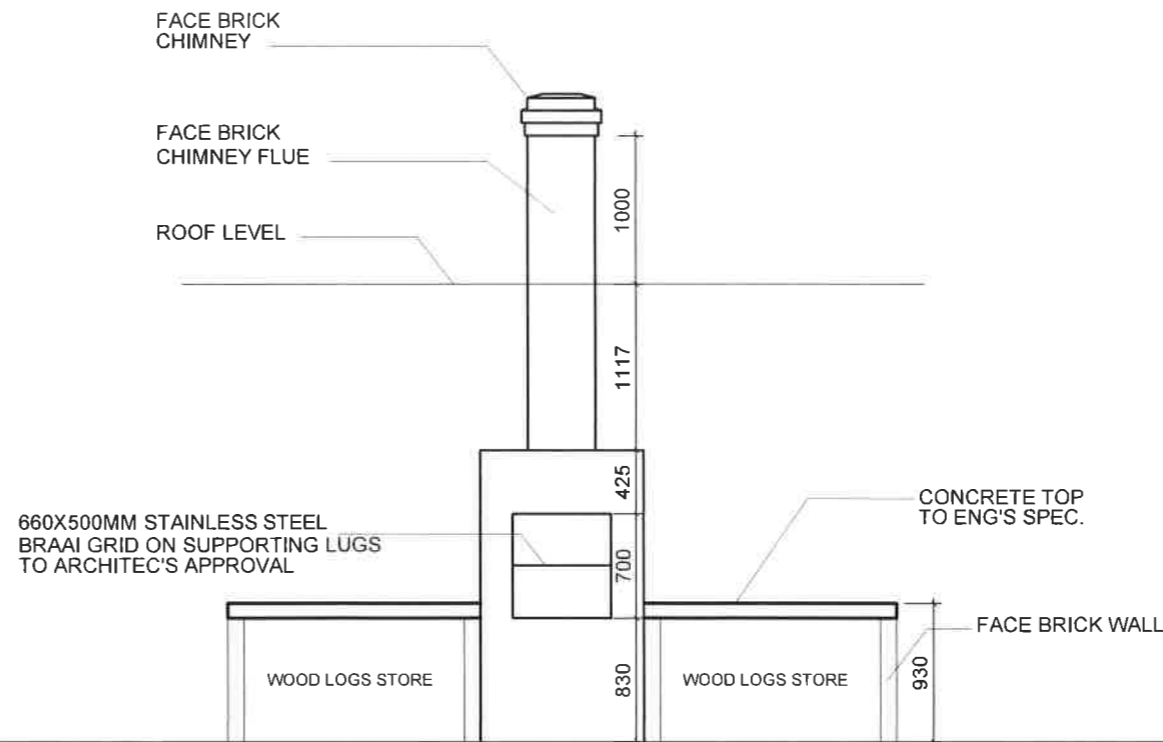 FACE BRICK
CHIMNEY
FACE BRICK
CHIMNEY FLUE
1000
ROOF LEVEL
1117
425
CONCRETE TOP
TO ENG'S SPEC.
660X500MM STAINLESS STEEL
BRAAI GRID ON SUPPORTING LUGS
TO ARCHITEC'S APPROVAL
700
FACE BRICK WALL
WOOD LOGS STORE
830
WOOD LOGS STORE
930